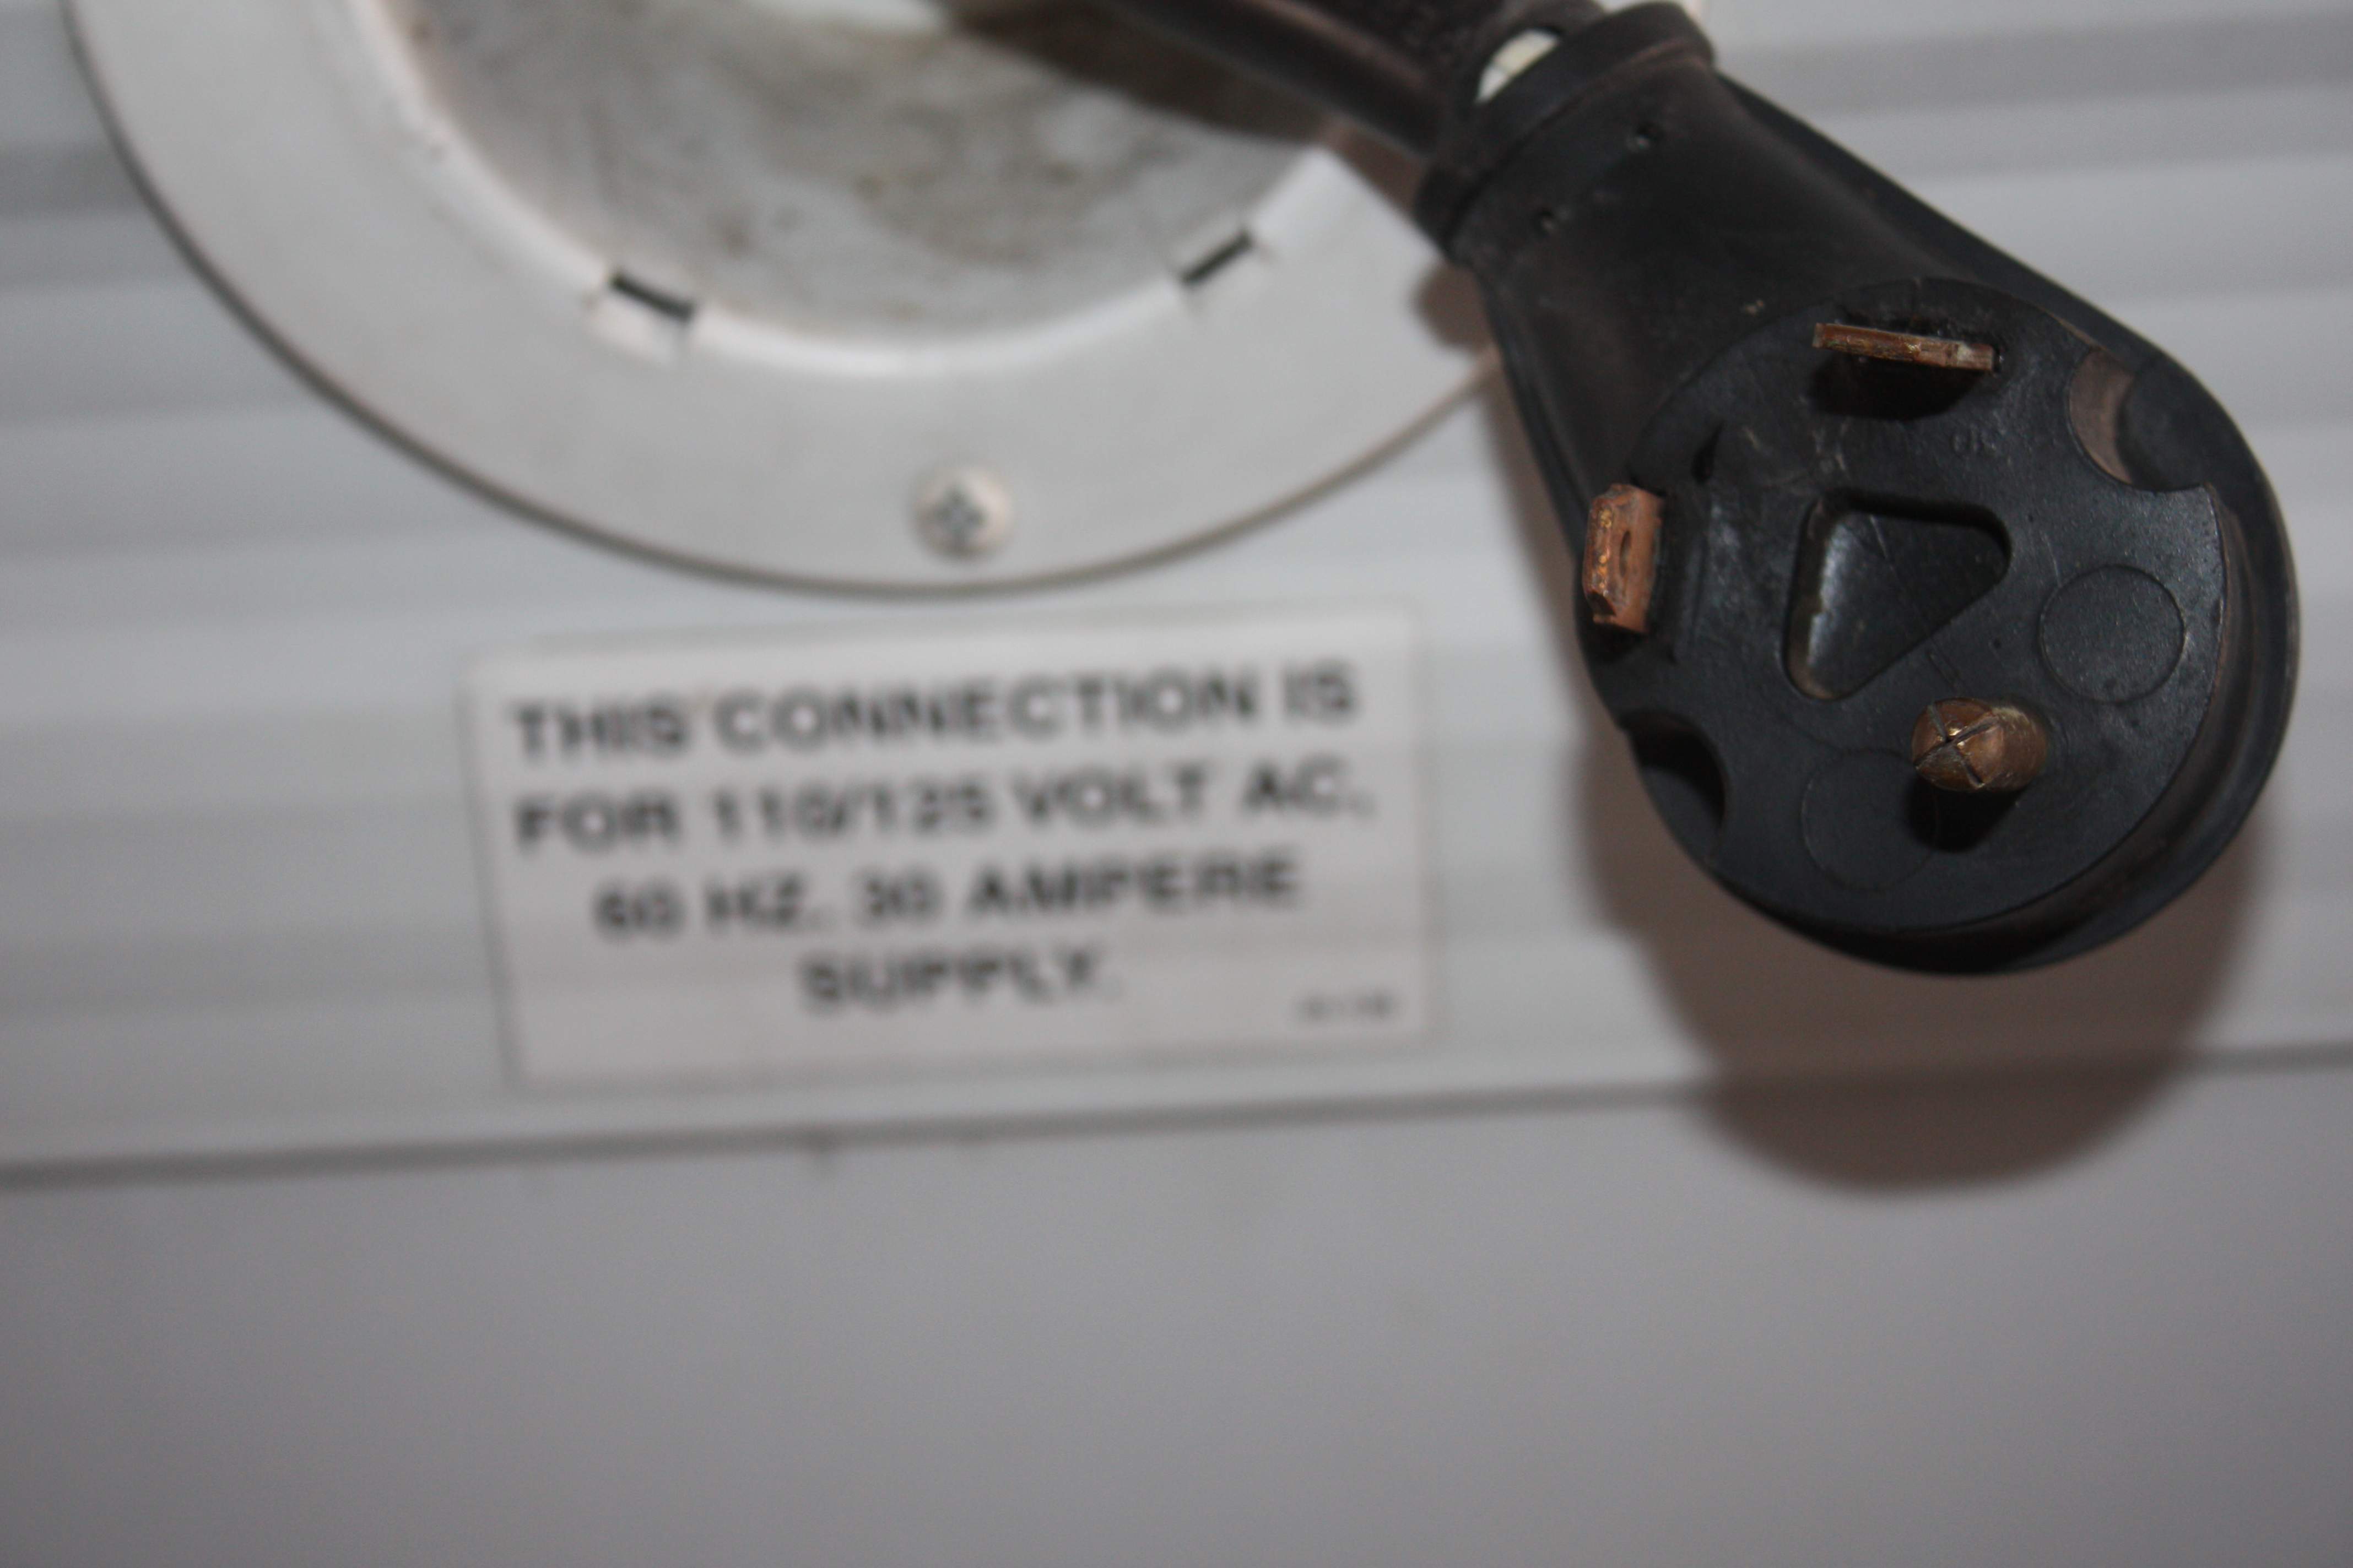 THIS CONNECTION IS
FOR 110/125 VOLT AC,
60 HZ, 30 AMPERE
SUPPLY.